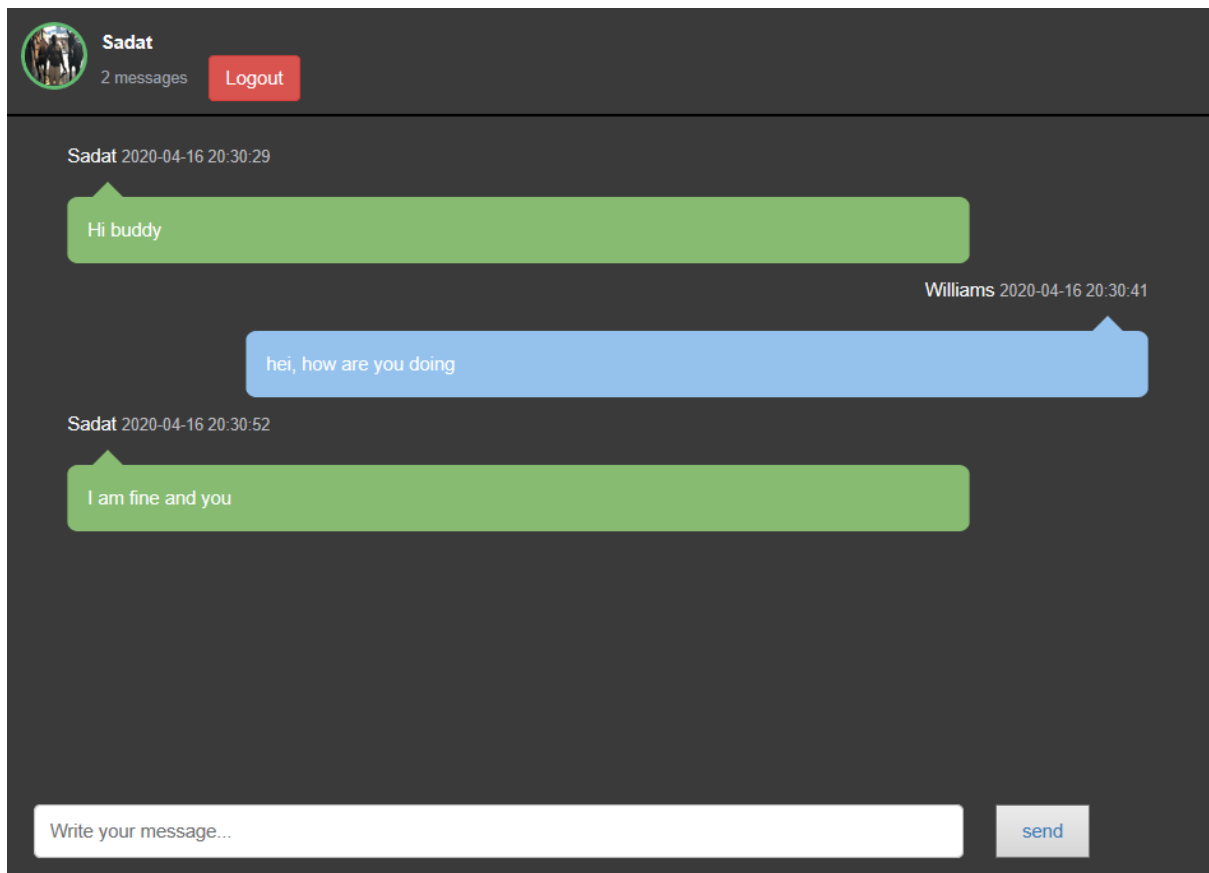 Sadat
2 messages Logout
Sadat 2020-04-16 20:30:29
Hi buddy
Williams 2020-04-16 20:30:41
hei, how are you doing
Sadat 2020-04-16 20:30:52
I am fine and you
Write your message... send